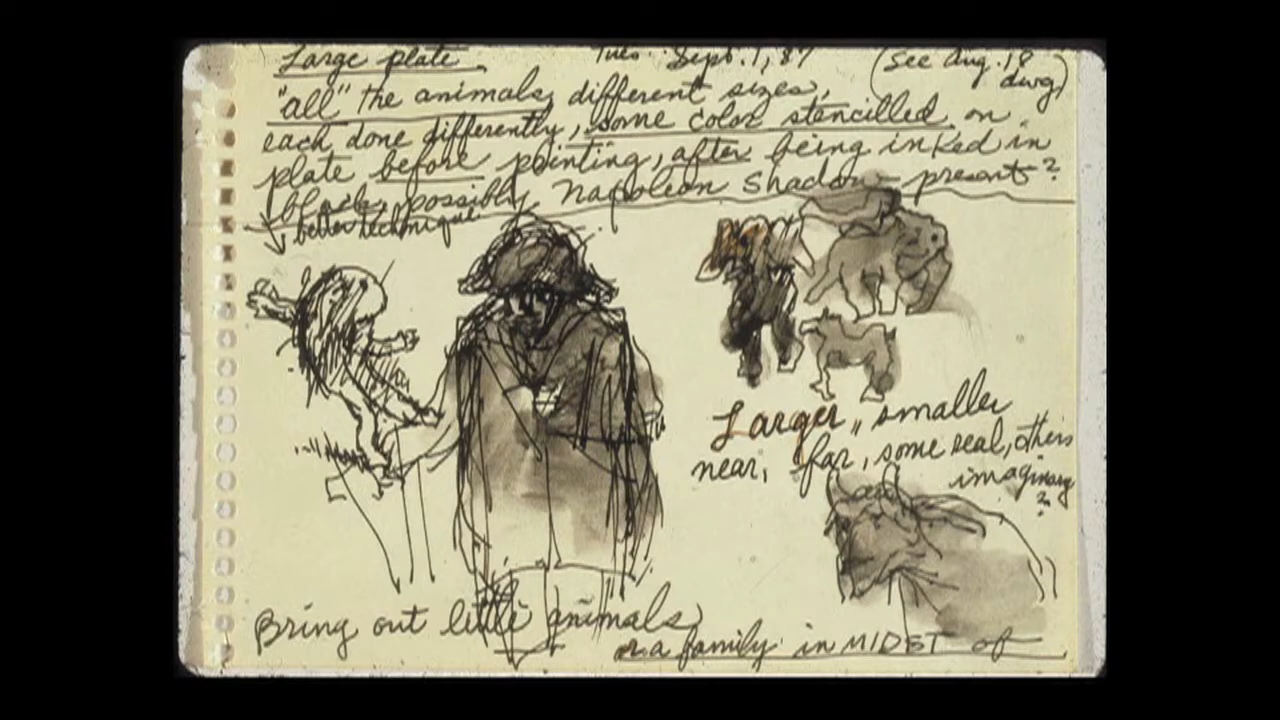 Large plate Tues. Sept. 1, 87 (See Aug. 18
dwg)
"all" the animals, different sizes,
each done differently, some color stencilled on
plate before printing, after being inked in
black, possibly Napoleon Shadow present?
better technique
Larger, smaller
near, far, some real, others
imaginary
?
Bring out little animals
or a family in MIDST of